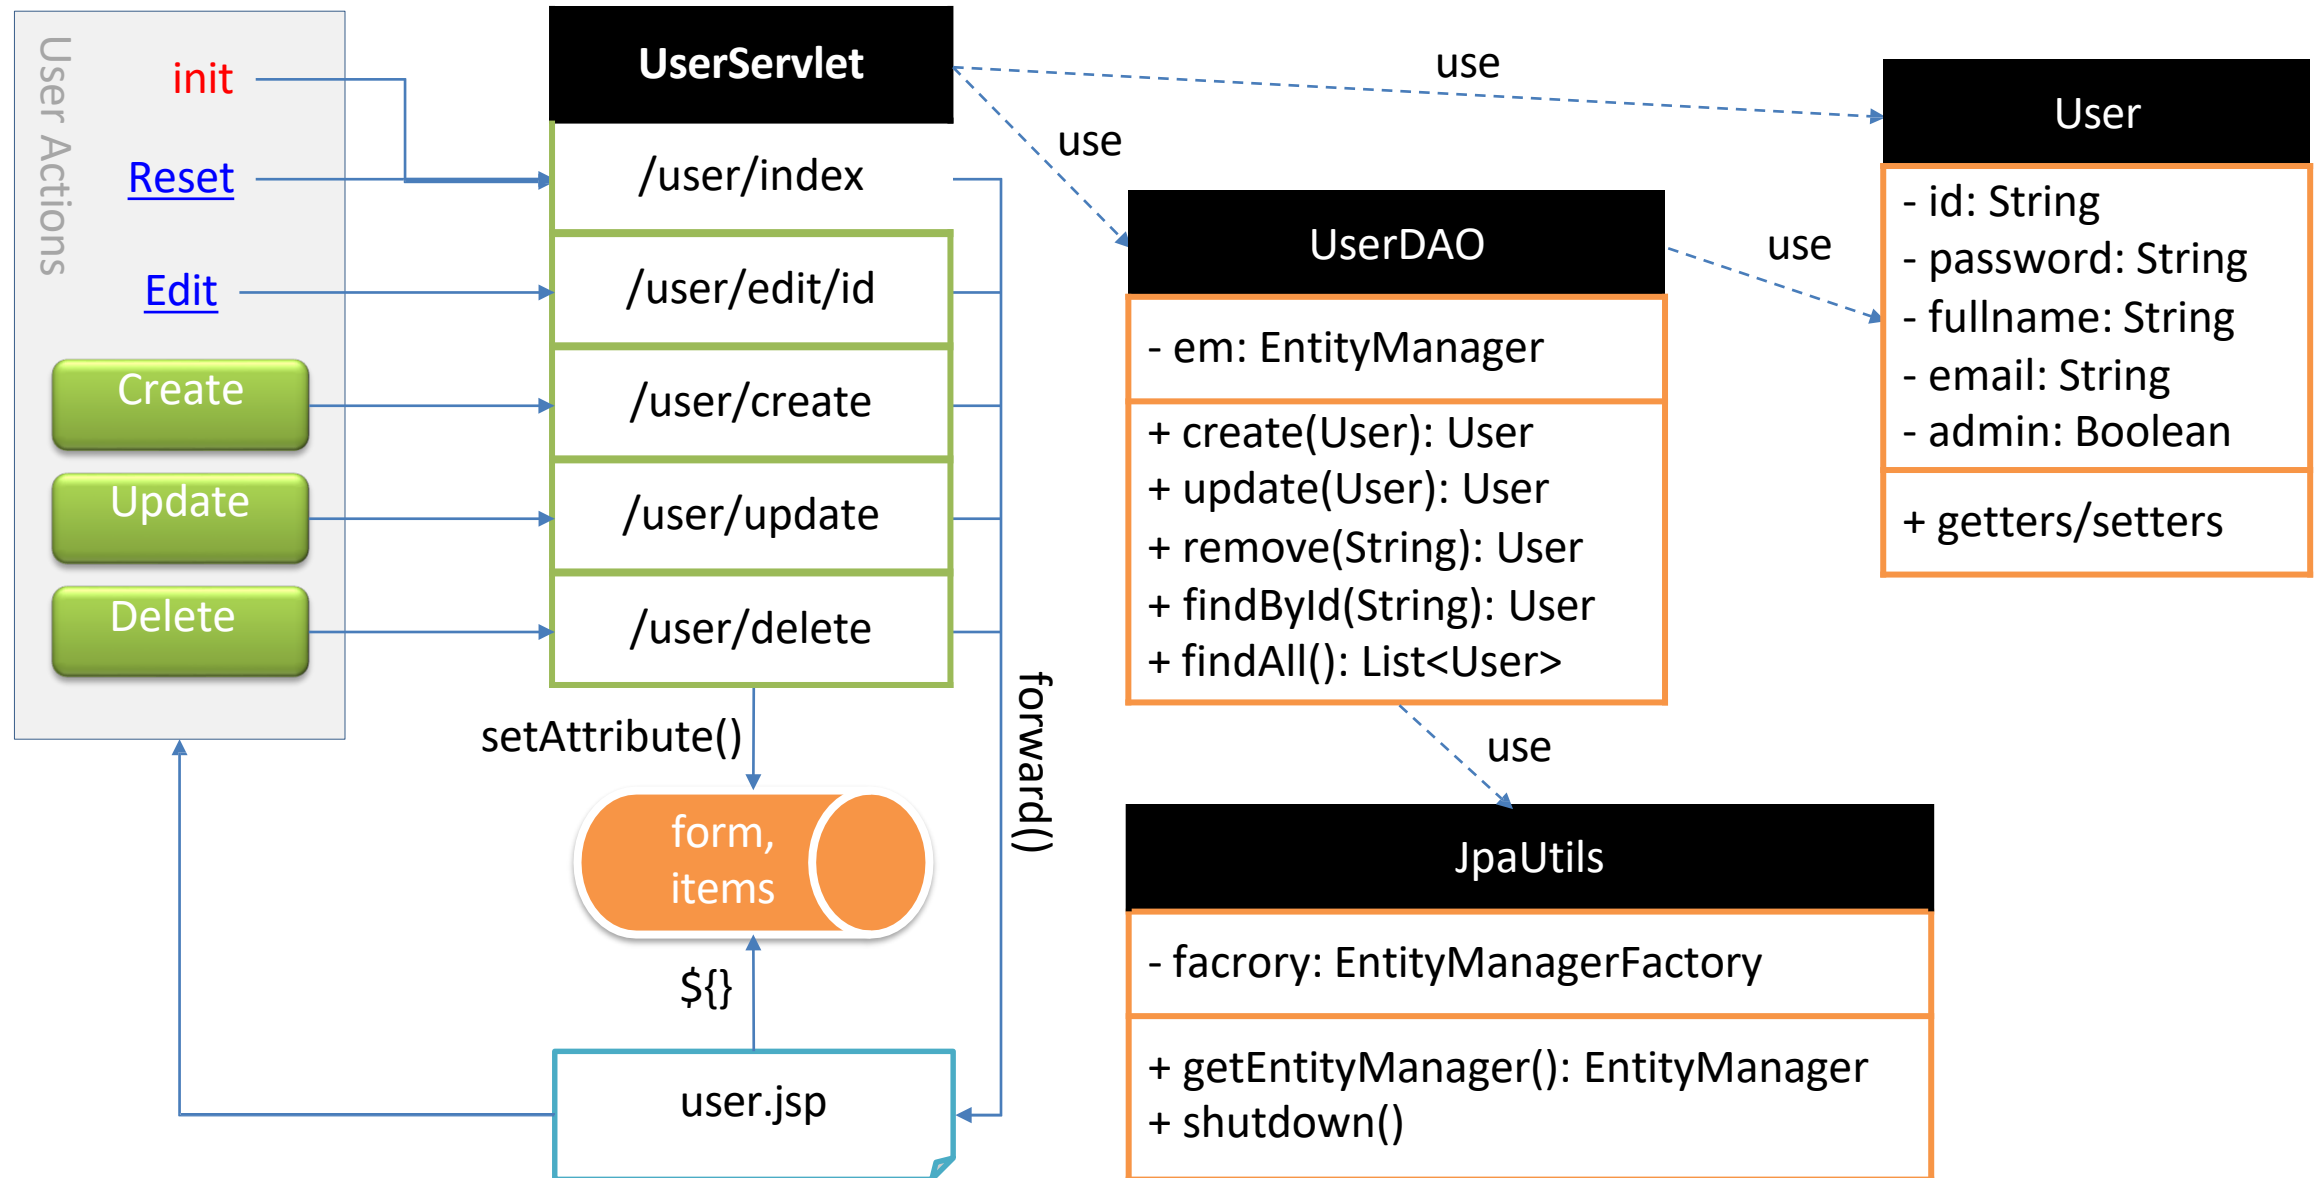 User Actions
init
Reset
Edit
Create
Update
Delete
UserServlet
/user/index
/user/edit/id
/user/create
/user/update
/user/delete
setAttribute()
forward()
form,
items
${}
user.jsp
use
use
use
UserDAO
- em: EntityManager
+ create(User): User
+ update(User): User
+ remove(String): User
+ findById(String): User
+ findAll(): List<User>
User
- id: String
- password: String
- fullname: String
- email: String
- admin: Boolean
+ getters/setters
use
JpaUtils
- facrory: EntityManagerFactory
+ getEntityManager(): EntityManager
+ shutdown()